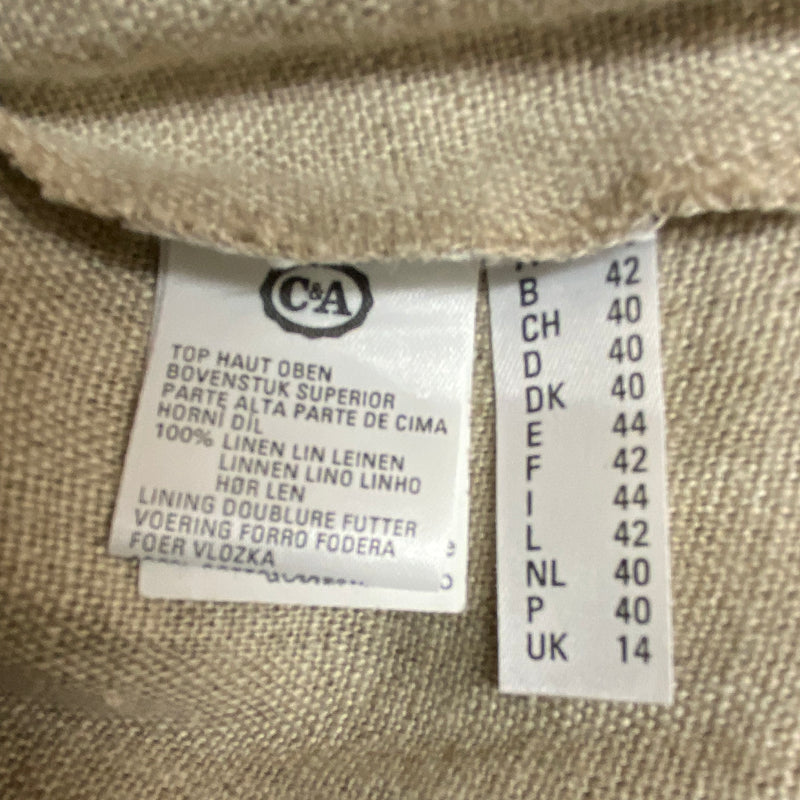 C&A
TOP HAUT OBEN
BOVENSTUK SUPERIOR
PARTE ALTA PARTE DE CIMA
HORNÍ DÍL
100% LINEN LIN LEINEN
LINNEN LINO LINHO
HØR LEN
LINING DOUBLURE FUTTER
VOERING FORRO FODERA
FOER VLOZKA
B 42
CH 40
D 40
DK 40
E 44
F 42
I 44
L 42
NL 40
P 40
UK 14